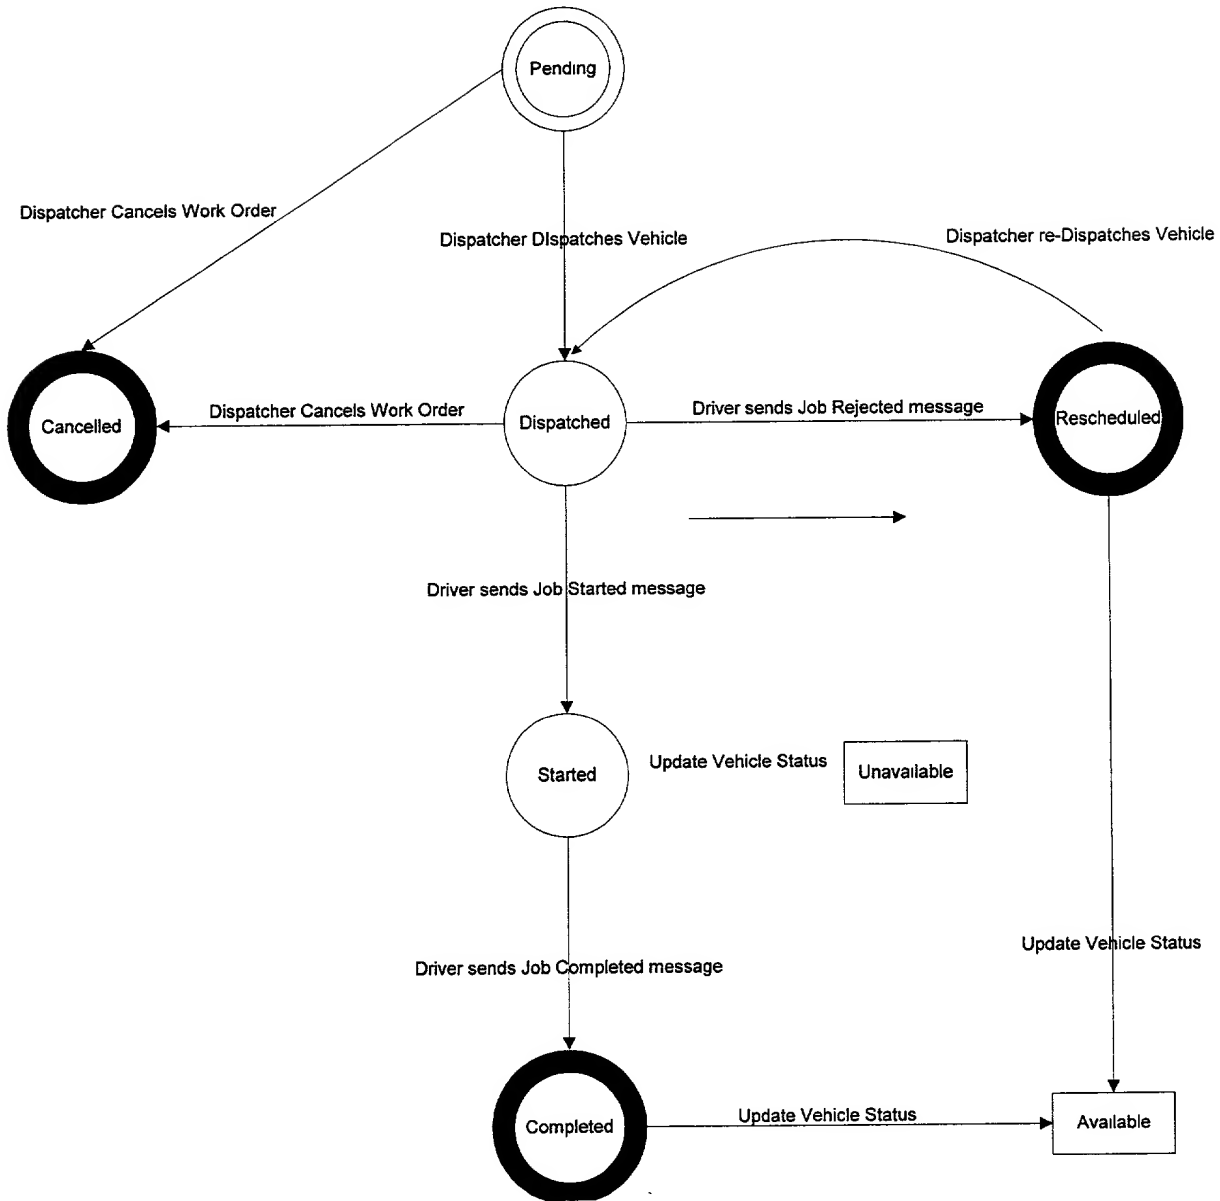 Pending
Dispatcher Cancels Work Order
Dispatcher DIspatches Vehicle
Dispatcher re-Dispatches Vehicle
Cancelled
Dispatcher Cancels Work Order
Dispatched
Driver sends Job Rejected message
Rescheduled
Driver sends Job Started message
Started
Update Vehicle Status
Unavailable
Update Vehicle Status
Driver sends Job Completed message
Completed
Update Vehicle Status
Available